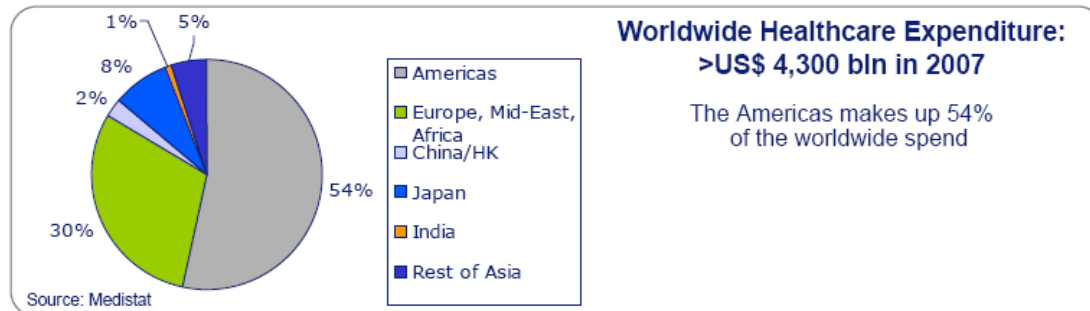 1%
5%
8%
2%
30%
54%
Source: Medistat
Americas
Europe, Mid-East,
Africa
China/HK
Japan
India
Rest of Asia
Worldwide Healthcare Expenditure:
>US$ 4,300 bln in 2007
The Americas makes up 54%
of the worldwide spend